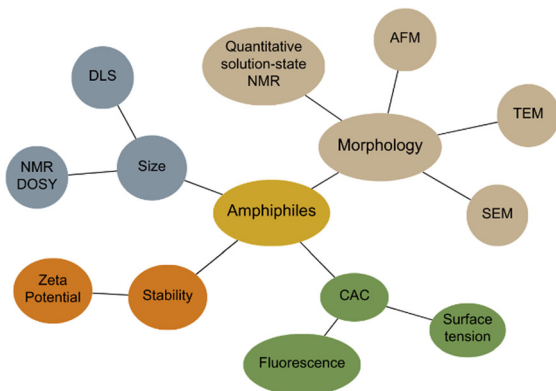 Quantitative
solution-state
NMR
AFM
DLS
TEM
Morphology
NMR
DOSY
Size
Amphiphiles
SEM
Zeta
Potential
Stability
CAC
Surface
tension
Fluorescence